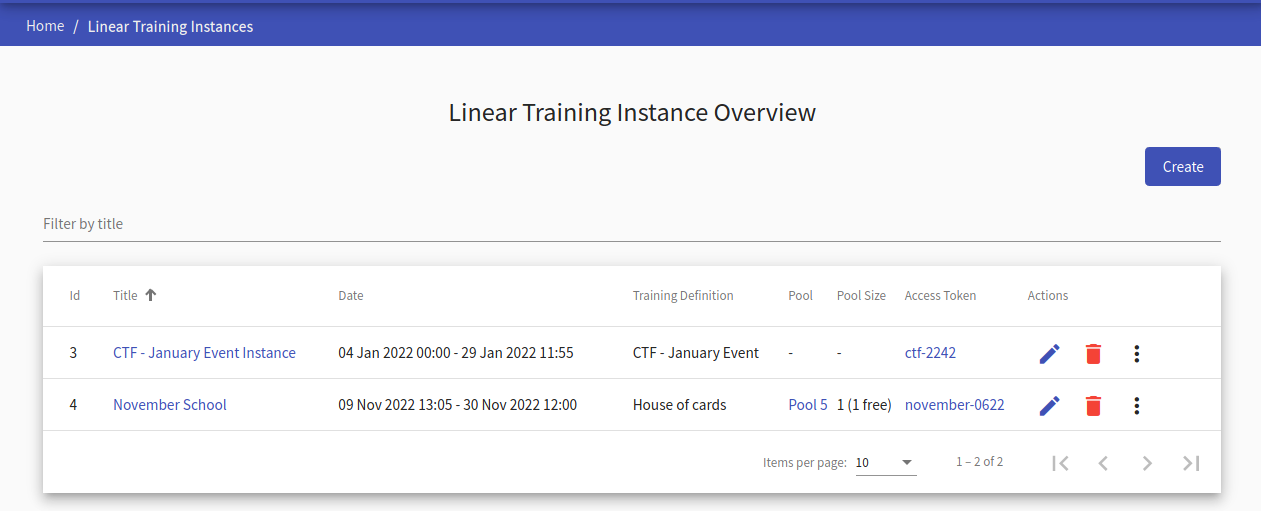 Home / Linear Training Instances
Linear Training Instance Overview
Create
Filter by title
Id Title Date Training Definition Pool Pool Size Access Token Actions
3 CTF - January Event Instance 04 Jan 2022 00:00 - 29 Jan 2022 11:55 CTF - January Event - - ctf-2242
4 November School 09 Nov 2022 13:05 - 30 Nov 2022 12:00 House of cards Pool 5 1 (1 free) november-0622
Items per page: 10 1 – 2 of 2